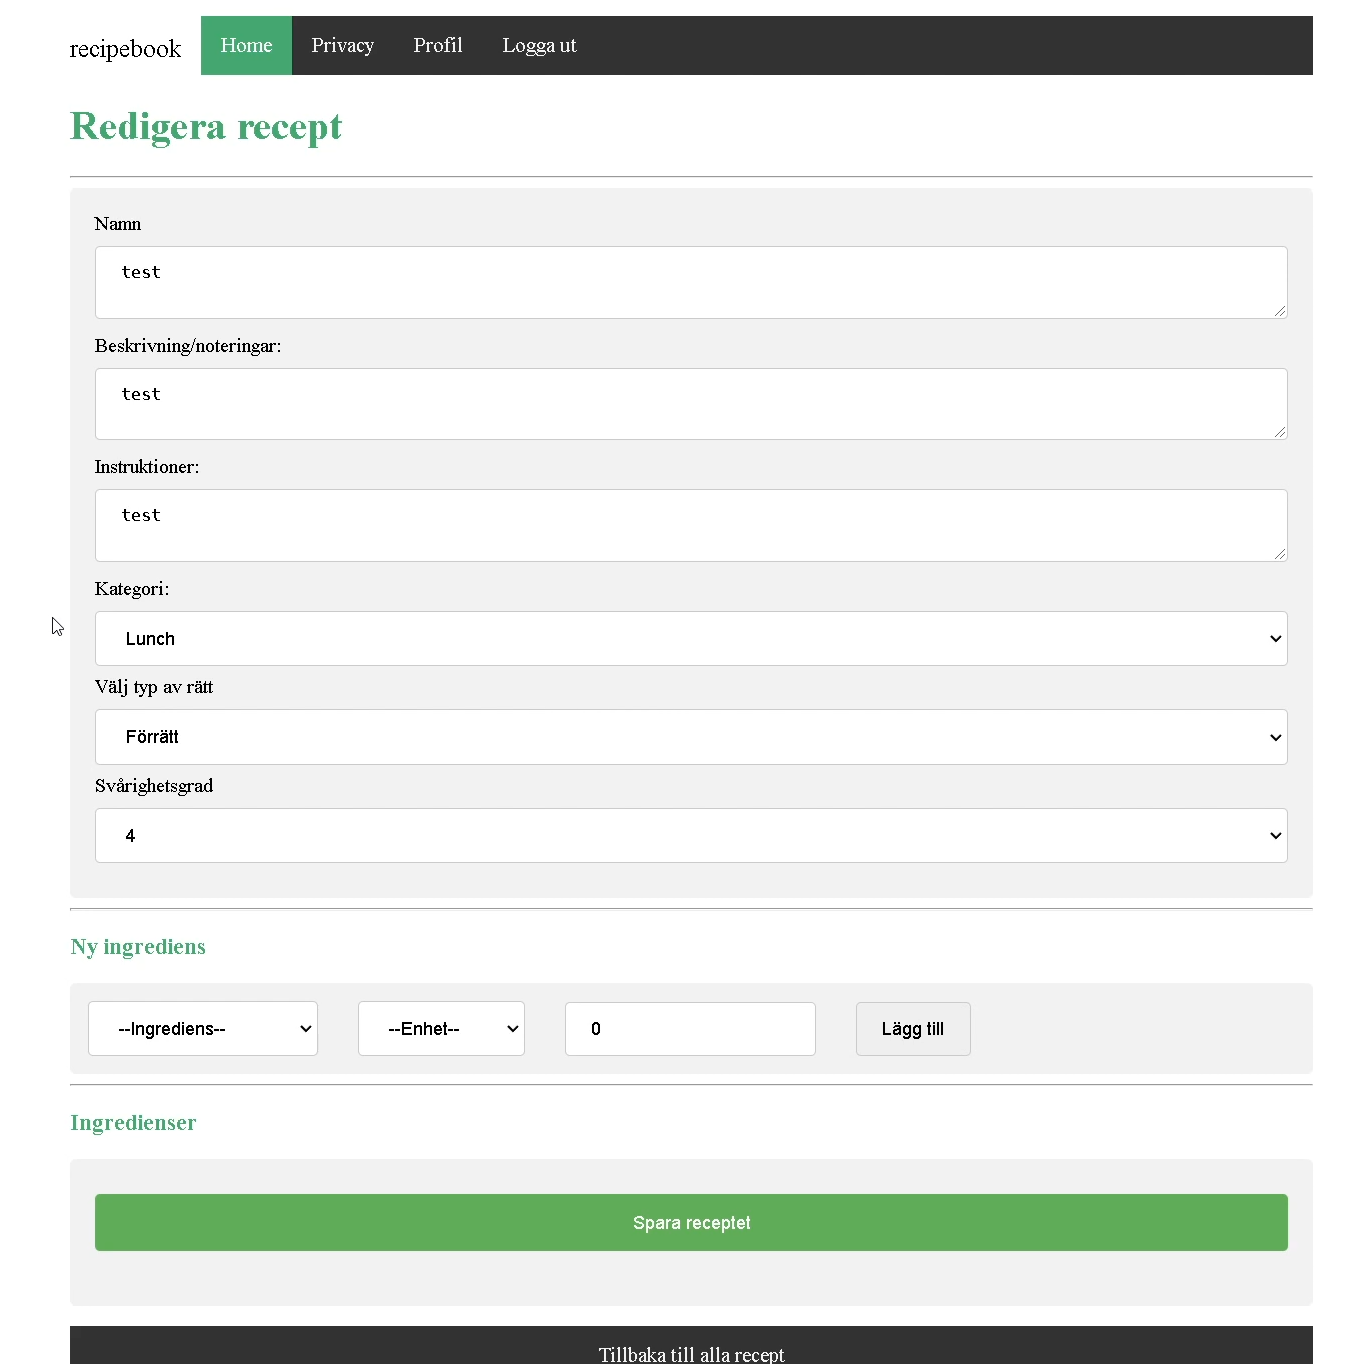 recipebook Home Privacy Profil Logga ut
Redigera recept
Namn
test
Beskrivning/noteringar:
test
Instruktioner:
test
Kategori:
Lunch
Välj typ av rätt
Förrätt
Svårighetsgrad
4
Ny ingrediens
--Ingrediens-- --Enhet-- 0 Lägg till
Ingredienser
Spara receptet
Tillbaka till alla recept